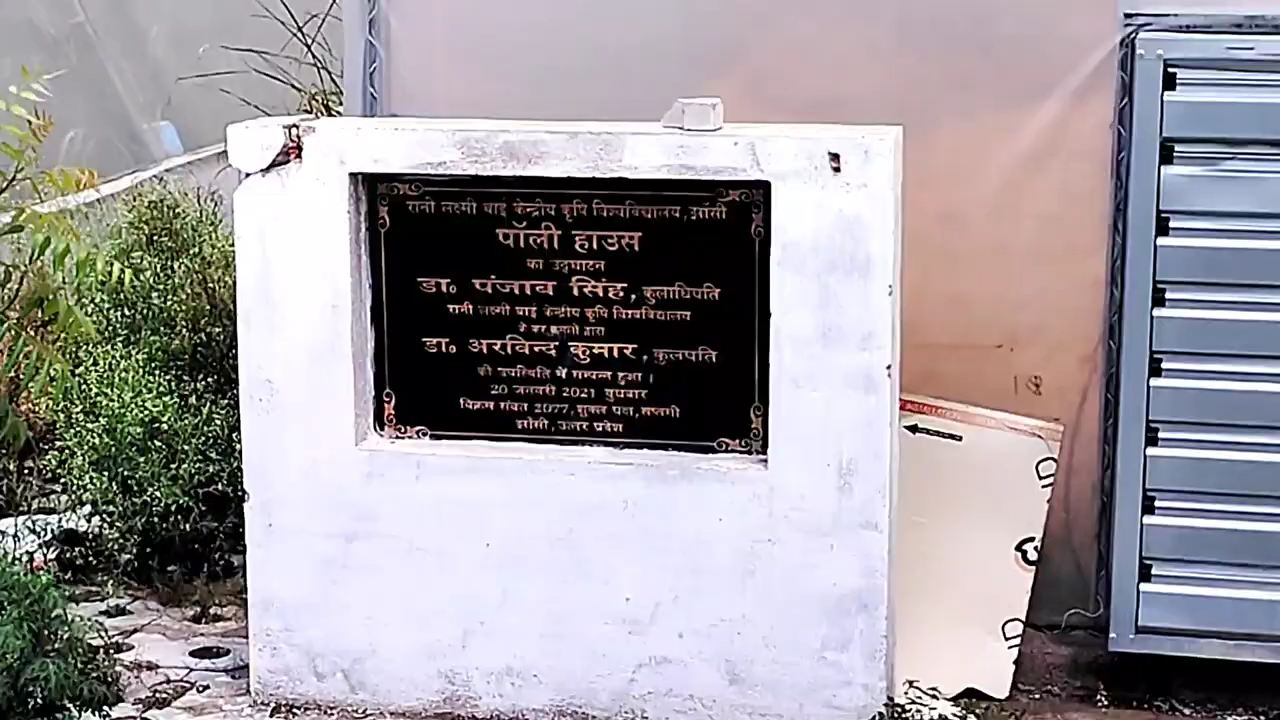 रानी लक्ष्मी बाई केन्द्रीय कृषि विश्वविद्यालय, झाँसी
पॉली हाउस
का उद्घाटन
डा० पंजाब सिंह, कुलाधिपति
रानी लक्ष्मी बाई केन्द्रीय कृषि विश्वविद्यालय
के कर कमलों द्वारा
डा० अरविन्द कुमार, कुलपति
की उपस्थिति में सम्पन्न हुआ।
20 जनवरी 2021 बुधवार
विक्रम संवत 2077, शुक्ल पक्ष, सप्तमी
झाँसी, उत्तर प्रदेश